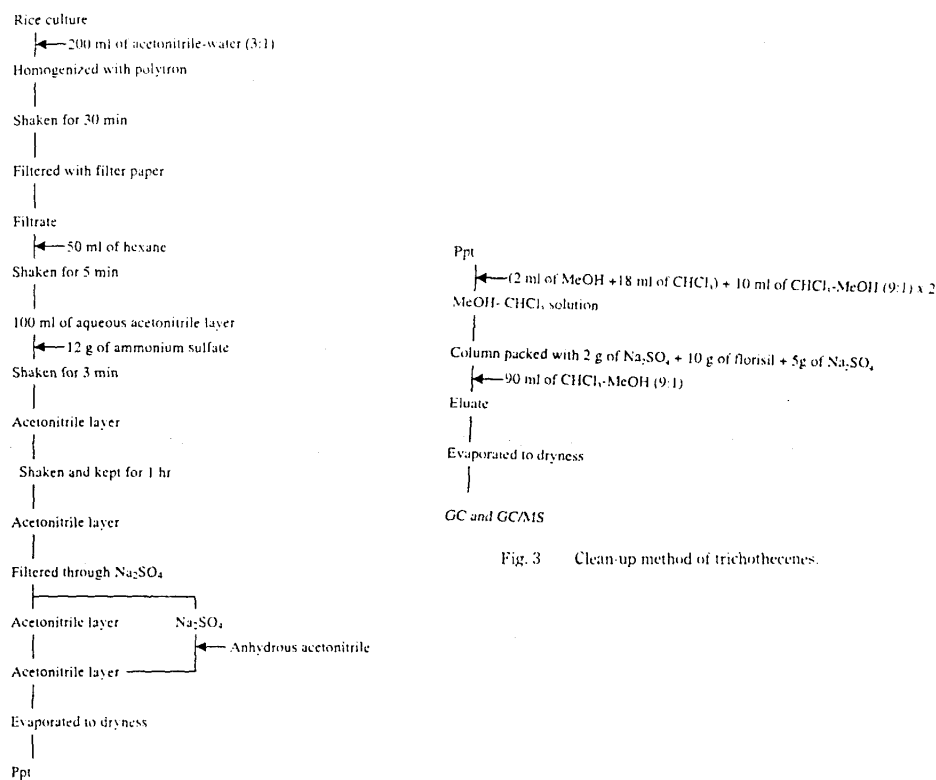 Rice culture
200 ml of acetonitrile-water (3:1)
Homogenized with polytron
Shaken for 30 min
Filtered with filter paper
Filtrate
50 ml of hexane
Shaken for 5 min
100 ml of aqueous acetonitrile layer
12 g of ammonium sulfate
Shaken for 3 min
Acetonitrile layer
Shaken and kept for 1 hr
Acetonitrile layer
Filtered through Na₂SO₄
Acetonitrile layer Na₂SO₄
Anhydrous acetonitrile
Acetonitrile layer
Evaporated to dryness
Ppt
Ppt
(2 ml of MeOH +18 ml of CHCl₃) + 10 ml of CHCl₃-MeOH (9:1) x 2
MeOH- CHCl₃ solution
Column packed with 2 g of Na₂SO₄ + 10 g of florisil + 5g of Na₂SO₄
90 ml of CHCl₃-MeOH (9:1)
Eluate
Evaporated to dryness
GC and GC/MS
Fig. 3 Clean-up method of trichothecenes.